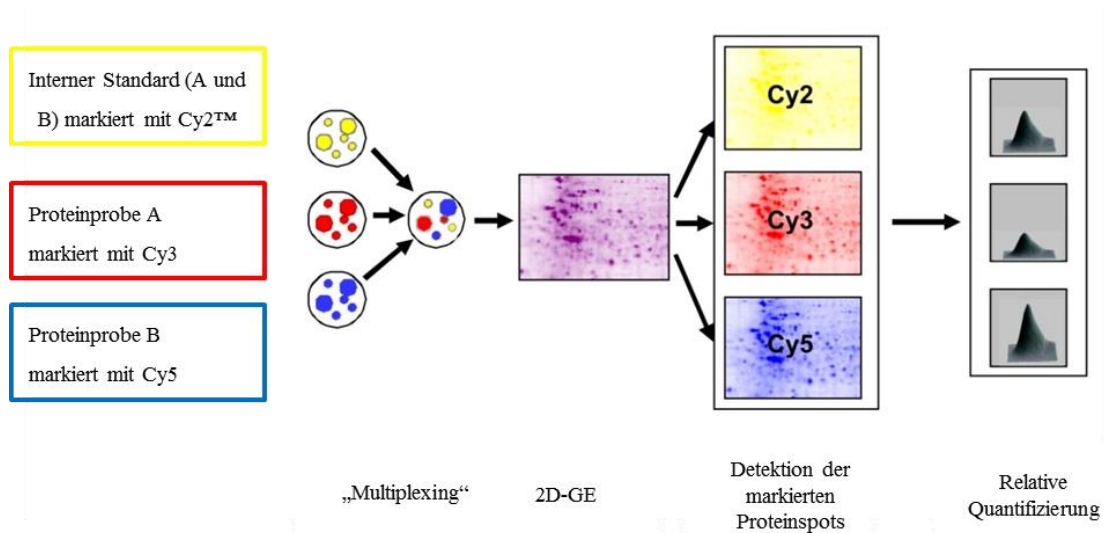 Interner Standard (A und
B) markiert mit Cy2™
Proteinprobe A
markiert mit Cy3
Proteinprobe B
markiert mit Cy5
Cy2
Cy3
Cy5
„Multiplexing“
2D-GE
Detektion der
markierten
Proteinspots
Relative
Quantifizierung